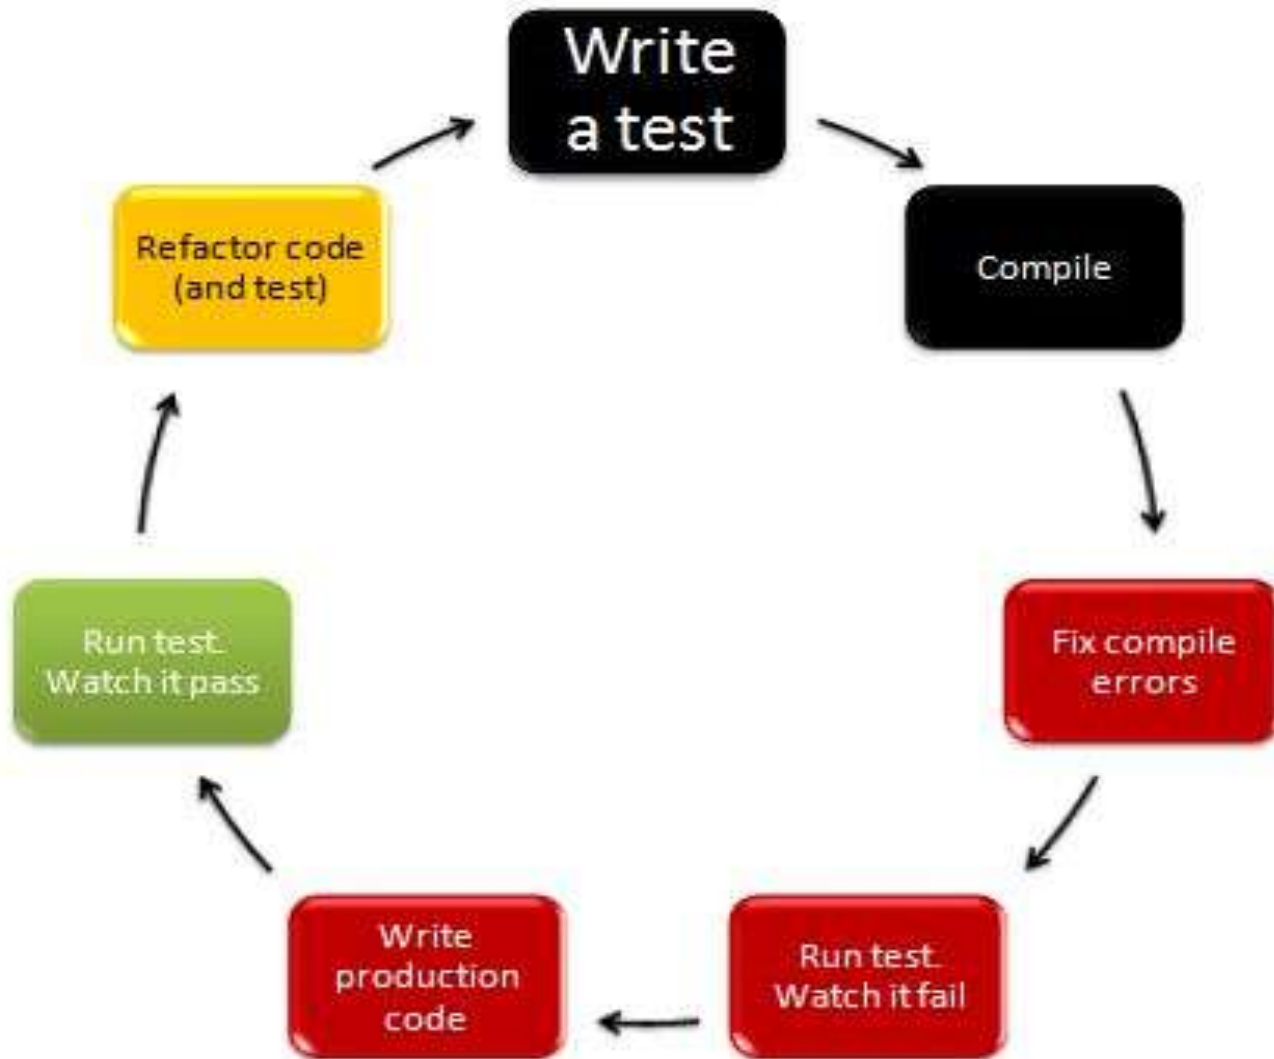 Write
a test
Compile
Fix compile
errors
Run test.
Watch it fail
Write
production
code
Run test.
Watch it pass
Refactor code
(and test)